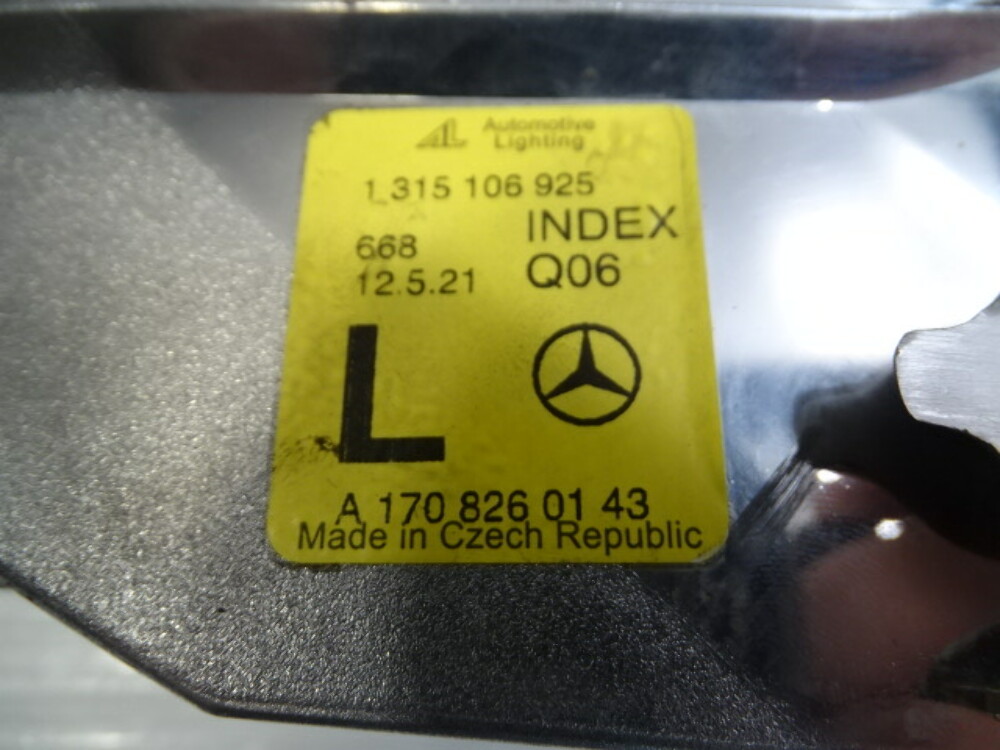 AL Automotive
Lighting
1 315 106 925
668
12.5.21
INDEX
Q06
L
A 170 826 01 43
Made in Czech Republic